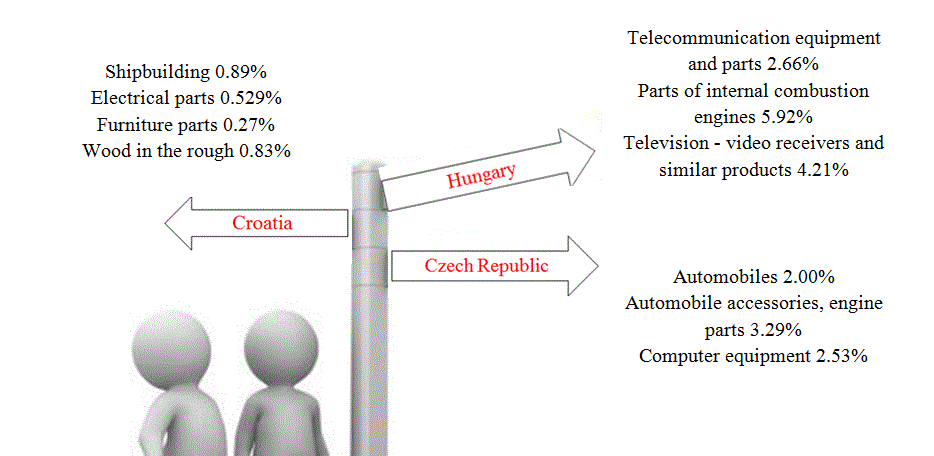 Shipbuilding 0.89%
Electrical parts 0.529%
Furniture parts 0.27%
Wood in the rough 0.83%
Croatia
Telecommunication equipment
and parts 2.66%
Parts of internal combustion
engines 5.92%
Television - video receivers and
similar products 4.21%
Hungary
Czech Republic
Automobiles 2.00%
Automobile accessories, engine
parts 3.29%
Computer equipment 2.53%